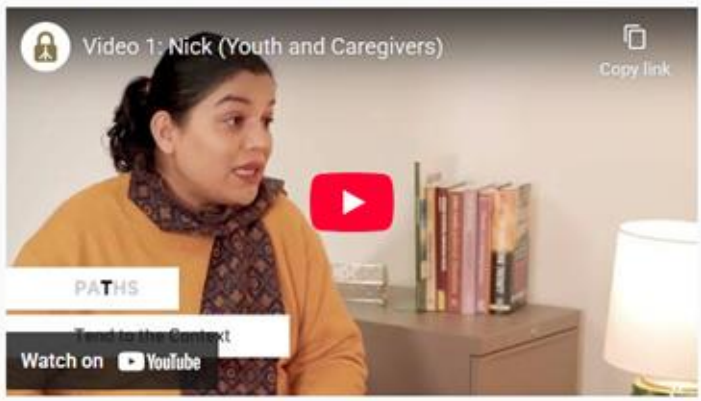 Video 1: Nick (Youth and Caregivers)
Copy link
PATHS
Tend to the Context
Watch on YouTube